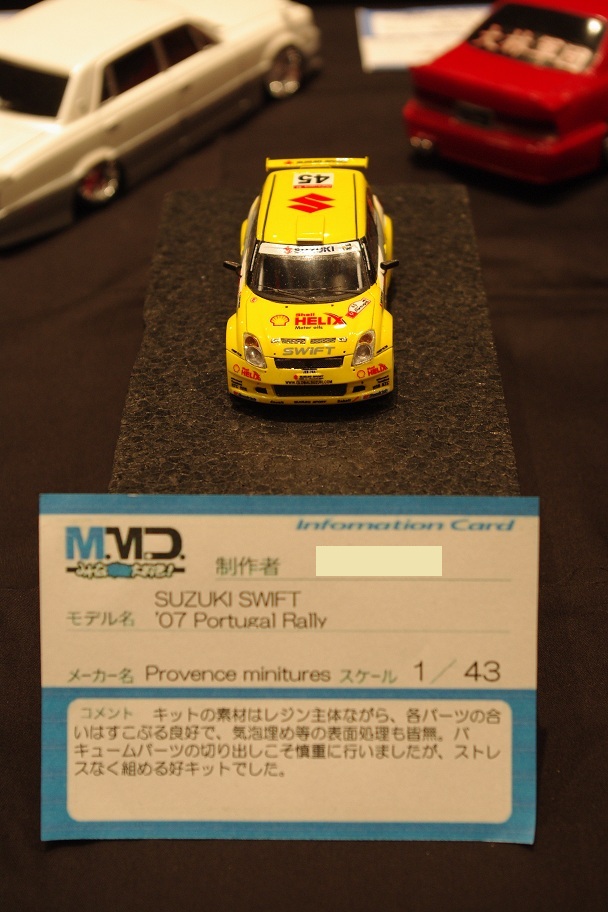 45
SUZUKI
Shell
HELIX
Motor oils
SWIFT
HELIX
HELIX
Infomation Card
M.M.D.
制作者
モデル名
SUZUKI SWIFT
'07 Portugal Rally
メーカー名 Provence minitures スケール 1/43
コメント キットの素材はレジン主体ながら、各パーツの合
いはすこぶる良好で、気泡埋め等の表面処理も皆無。バ
キュームパーツの切り出しこそ慎重に行いましたが、ストレ
スなく組める好キットでした。